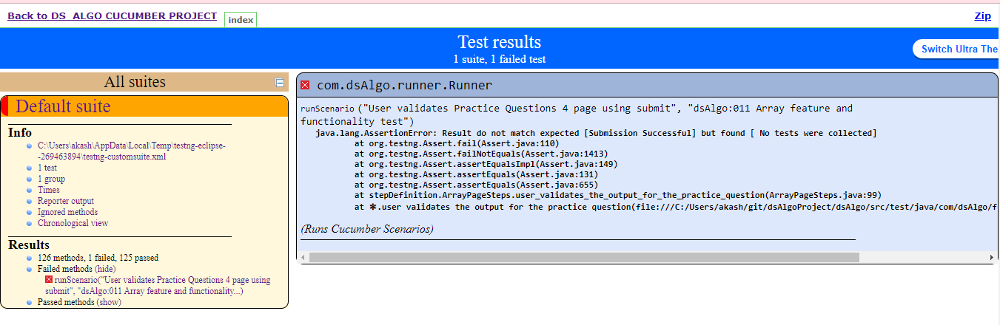 Back to DS_ALGO CUCUMBER PROJECT index Zip
Test results
1 suite, 1 failed test
Switch Ultra The
All suites
Default suite
Info
C:\Users\akash\AppData\Local\Temp\testng-eclipse-
-269463894\testng-customsuite.xml
1 test
1 group
Times
Reporter output
Ignored methods
Chronological view
Results
126 methods, 1 failed, 125 passed
Failed methods (hide)
runScenario("User validates Practice Questions 4 page using
submit", "dsAlgo:011 Array feature and functionality...)
Passed methods (show)
com.dsAlgo.runner.Runner
runScenario ("User validates Practice Questions 4 page using submit", "dsAlgo:011 Array feature and
functionality test")
java.lang.AssertionError: Result do not match expected [Submission Successful] but found [ No tests were collected]
at org.testng.Assert.fail(Assert.java:110)
at org.testng.Assert.failNotEquals(Assert.java:1413)
at org.testng.Assert.assertEqualsImpl(Assert.java:149)
at org.testng.Assert.assertEquals(Assert.java:131)
at org.testng.Assert.assertEquals(Assert.java:655)
at stepDefinition.ArrayPageSteps.user_validates_the_output_for_the_practice_question(ArrayPageSteps.java:99)
at ✽.user validates the output for the practice question(file:///C:/Users/akash/git/dsAlgoProject/dsAlgo/src/test/java/com/dsAlgo/f
(Runs Cucumber Scenarios)